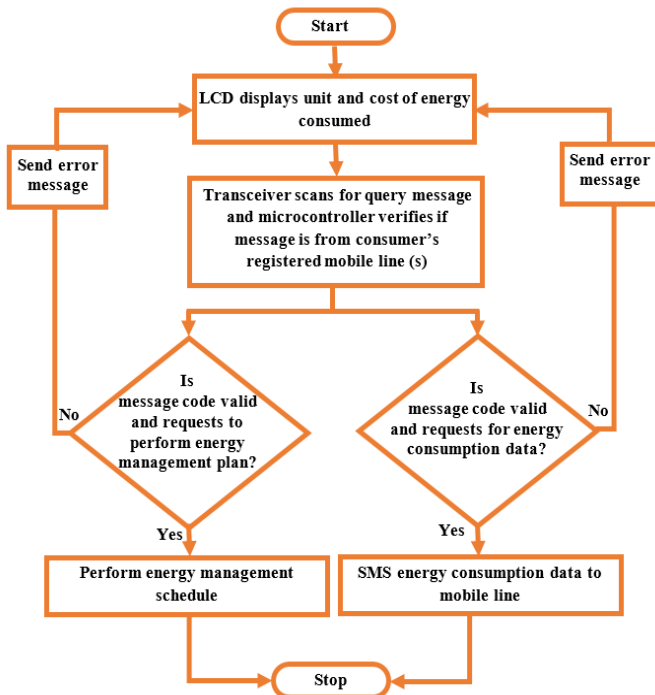 Start
LCD displays unit and cost of energy
consumed
Send error
message
Send error
message
Transceiver scans for query message
and microcontroller verifies if
message is from consumer's
registered mobile line (s)
Is
message code valid
and requests to
perform energy
management plan?
No
Is
message code valid
and requests for energy
consumption data?
No
Yes
Yes
Perform energy management
schedule
SMS energy consumption data to
mobile line
Stop